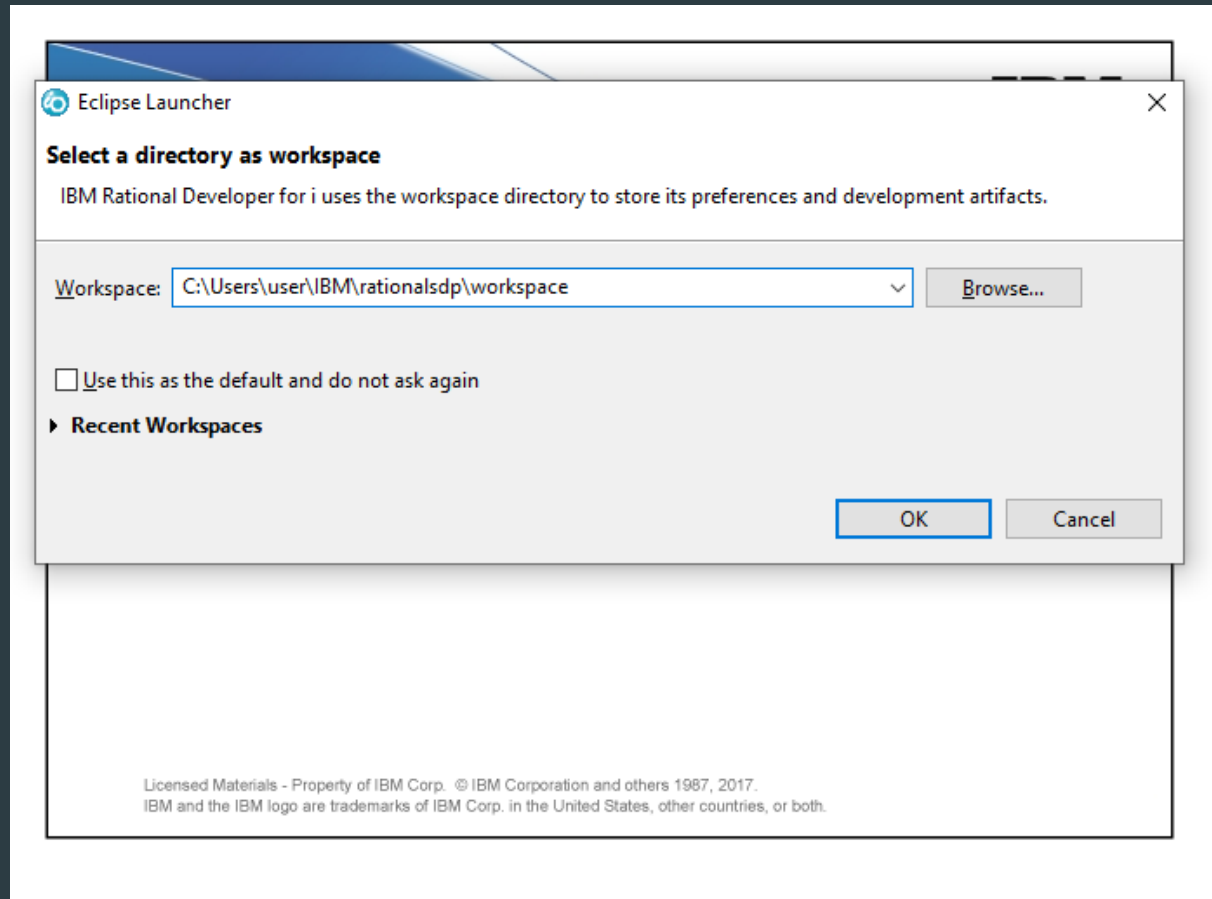 Eclipse Launcher
Select a directory as workspace
IBM Rational Developer for i uses the workspace directory to store its preferences and development artifacts.
Workspace: C:\Users\user\IBM\rationalsdp\workspace Browse...
Use this as the default and do not ask again
Recent Workspaces
OK Cancel
Licensed Materials - Property of IBM Corp. © IBM Corporation and others 1987, 2017.
IBM and the IBM logo are trademarks of IBM Corp. in the United States, other countries, or both.